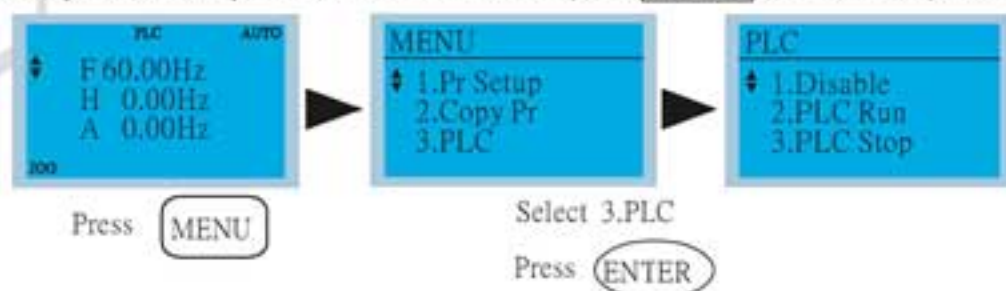 PLC AUTO
F 60.00Hz
H 0.00Hz
A 0.00Hz
JOG
Press MENU
MENU
1.Pr Setup
2.Copy Pr
3.PLC
Select 3.PLC
Press ENTER
PLC
1.Disable
2.PLC Run
3.PLC Stop